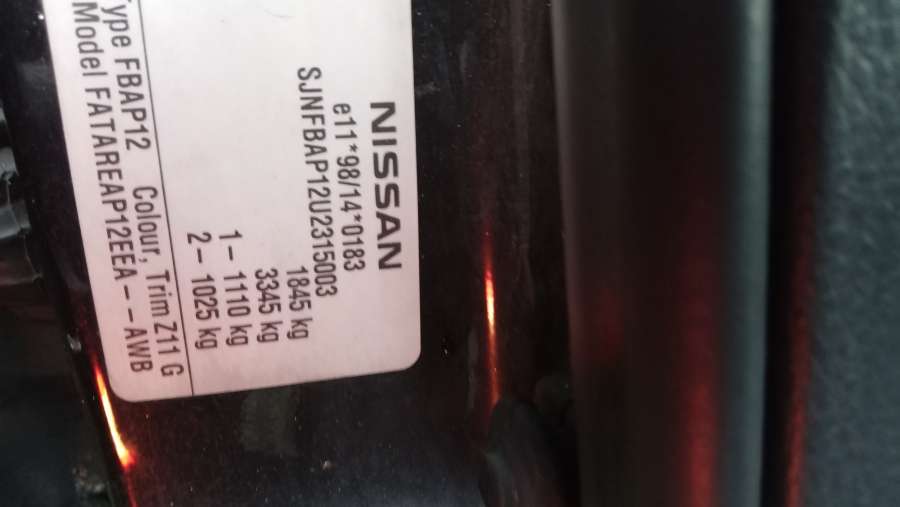 NISSAN
e11*98/14*0183
SJNFBAP12U2315003
1845 kg
3345 kg
1– 1110 kg
2– 1025 kg
ype FBAP12 Colour, Trim Z11 G
Model FATAREAP12EEA – – AWB